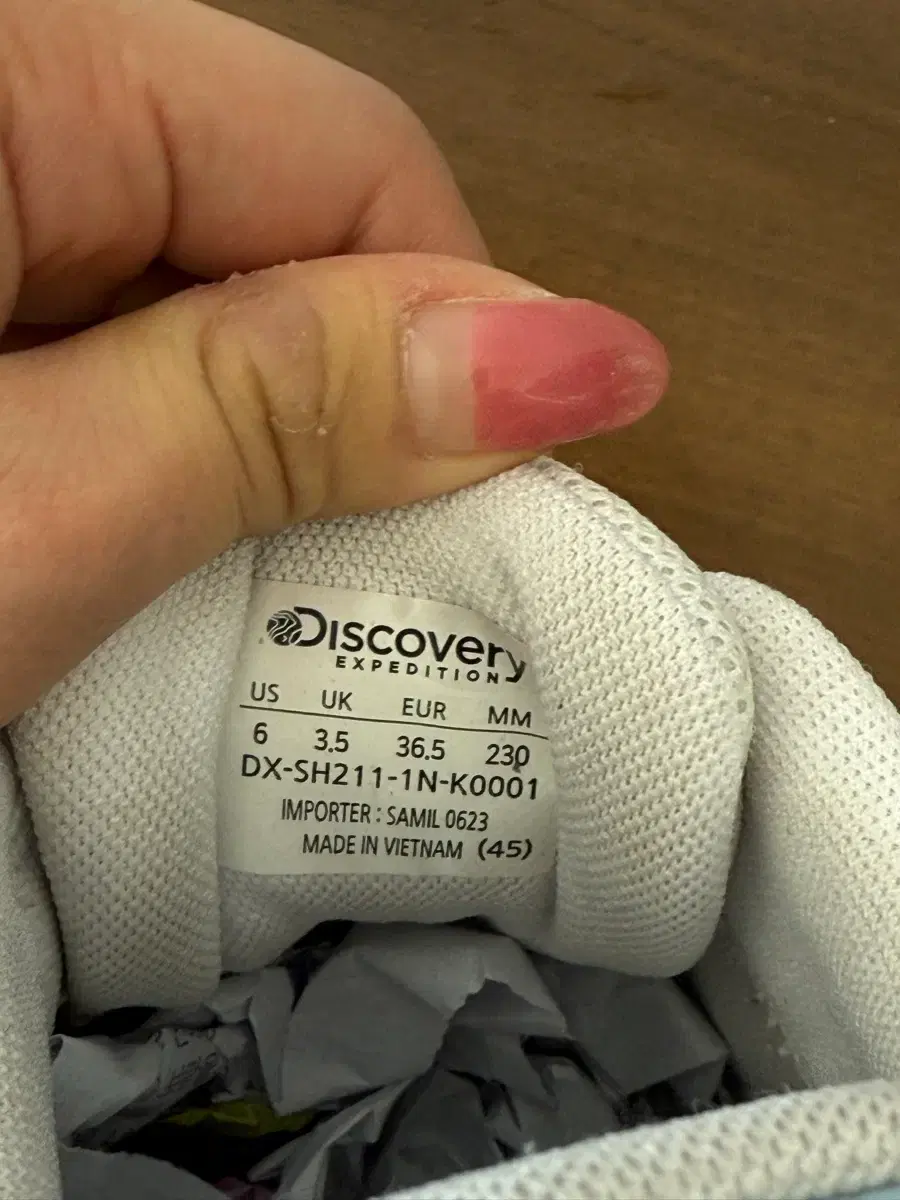 Discovery
EXPEDITION
US UK EUR MM
6 3.5 36.5 230
DX-SH211-1N-K0001
IMPORTER : SAMIL 0623
MADE IN VIETNAM (45)